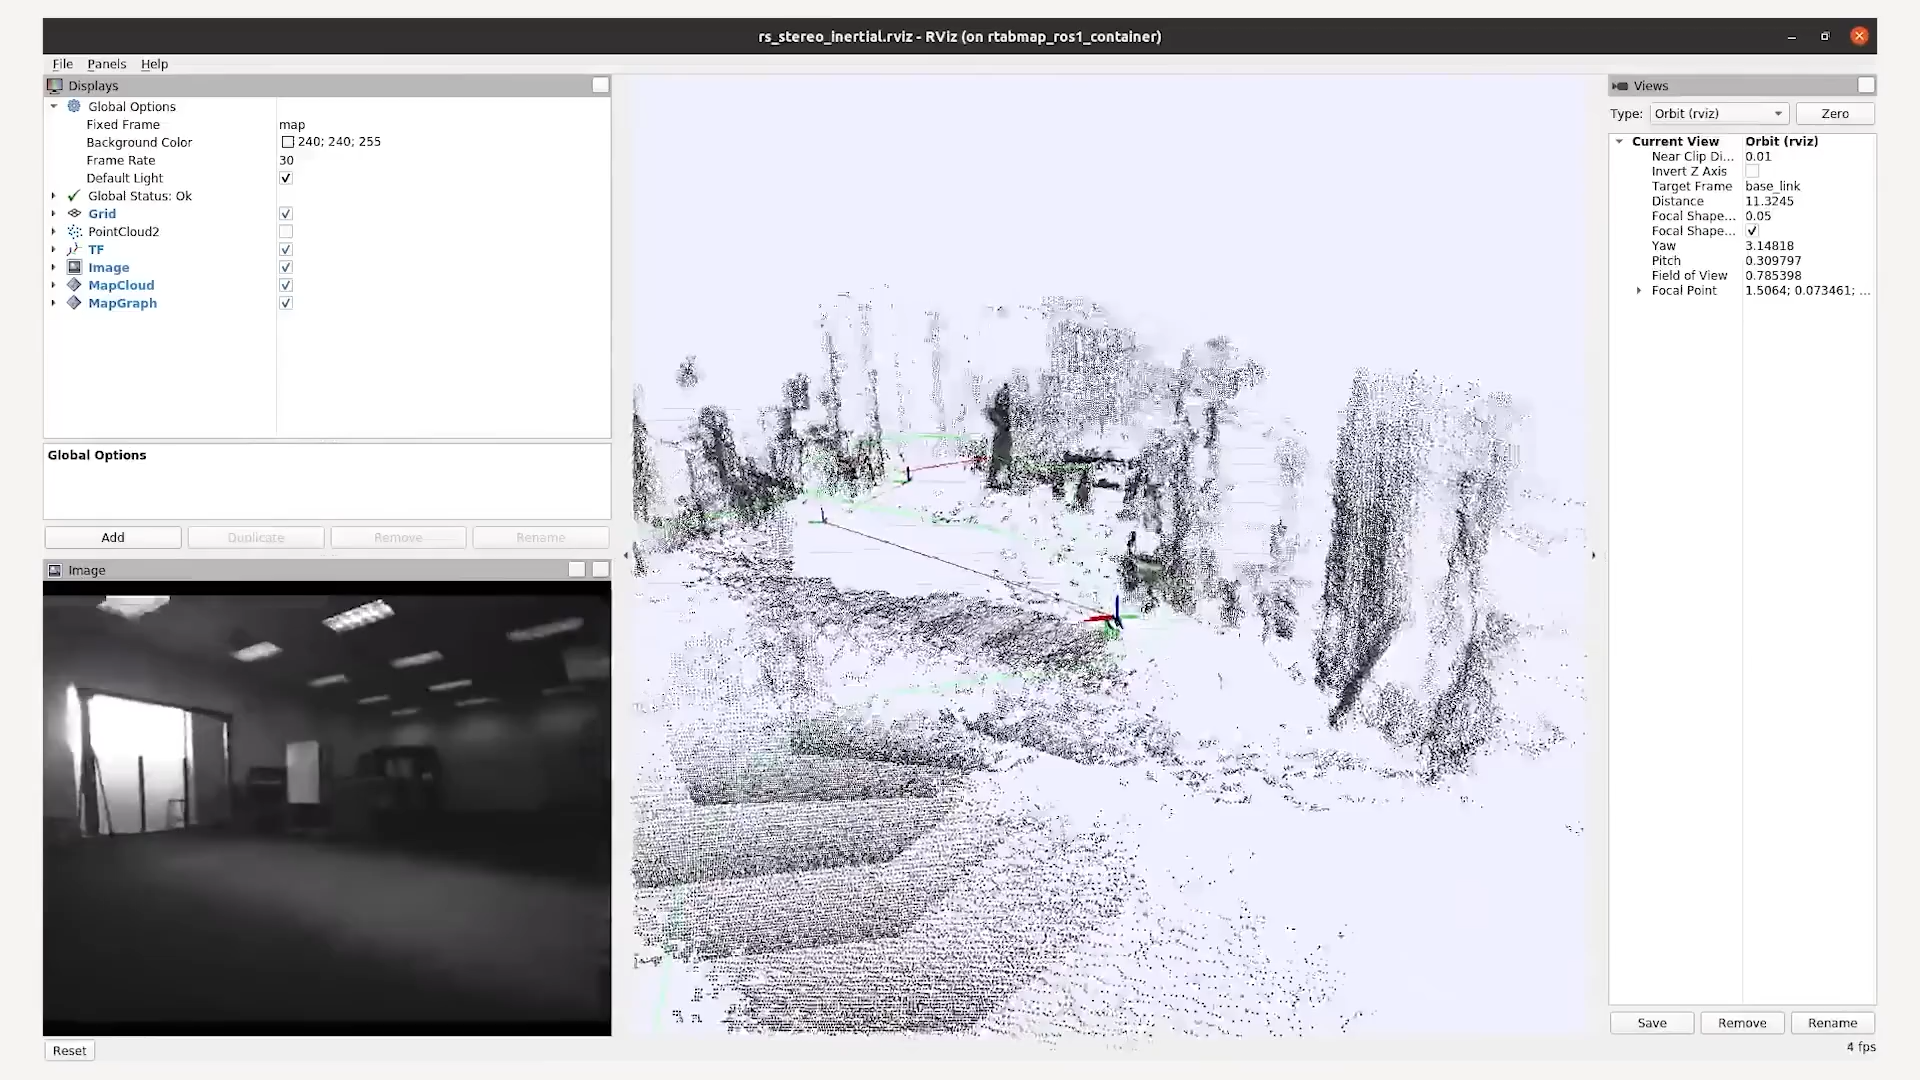 rs_stereo_inertial.rviz - RViz (on rtabmap_ros1_container)
File Panels Help
Displays
Global Options
Fixed Frame map
Background Color 240; 240; 255
Frame Rate 30
Default Light
Global Status: Ok
Grid
PointCloud2
TF
Image
MapCloud
MapGraph
Global Options
Add Duplicate Remove Rename
Image
Reset
Views
Type: Orbit (rviz) Zero
Current View Orbit (rviz)
Near Clip Di... 0.01
Invert Z Axis
Target Frame base_link
Distance 11.3245
Focal Shape... 0.05
Focal Shape...
Yaw 3.14818
Pitch 0.309797
Field of View 0.785398
Focal Point 1.5064; 0.073461; ...
Save Remove Rename
4 fps